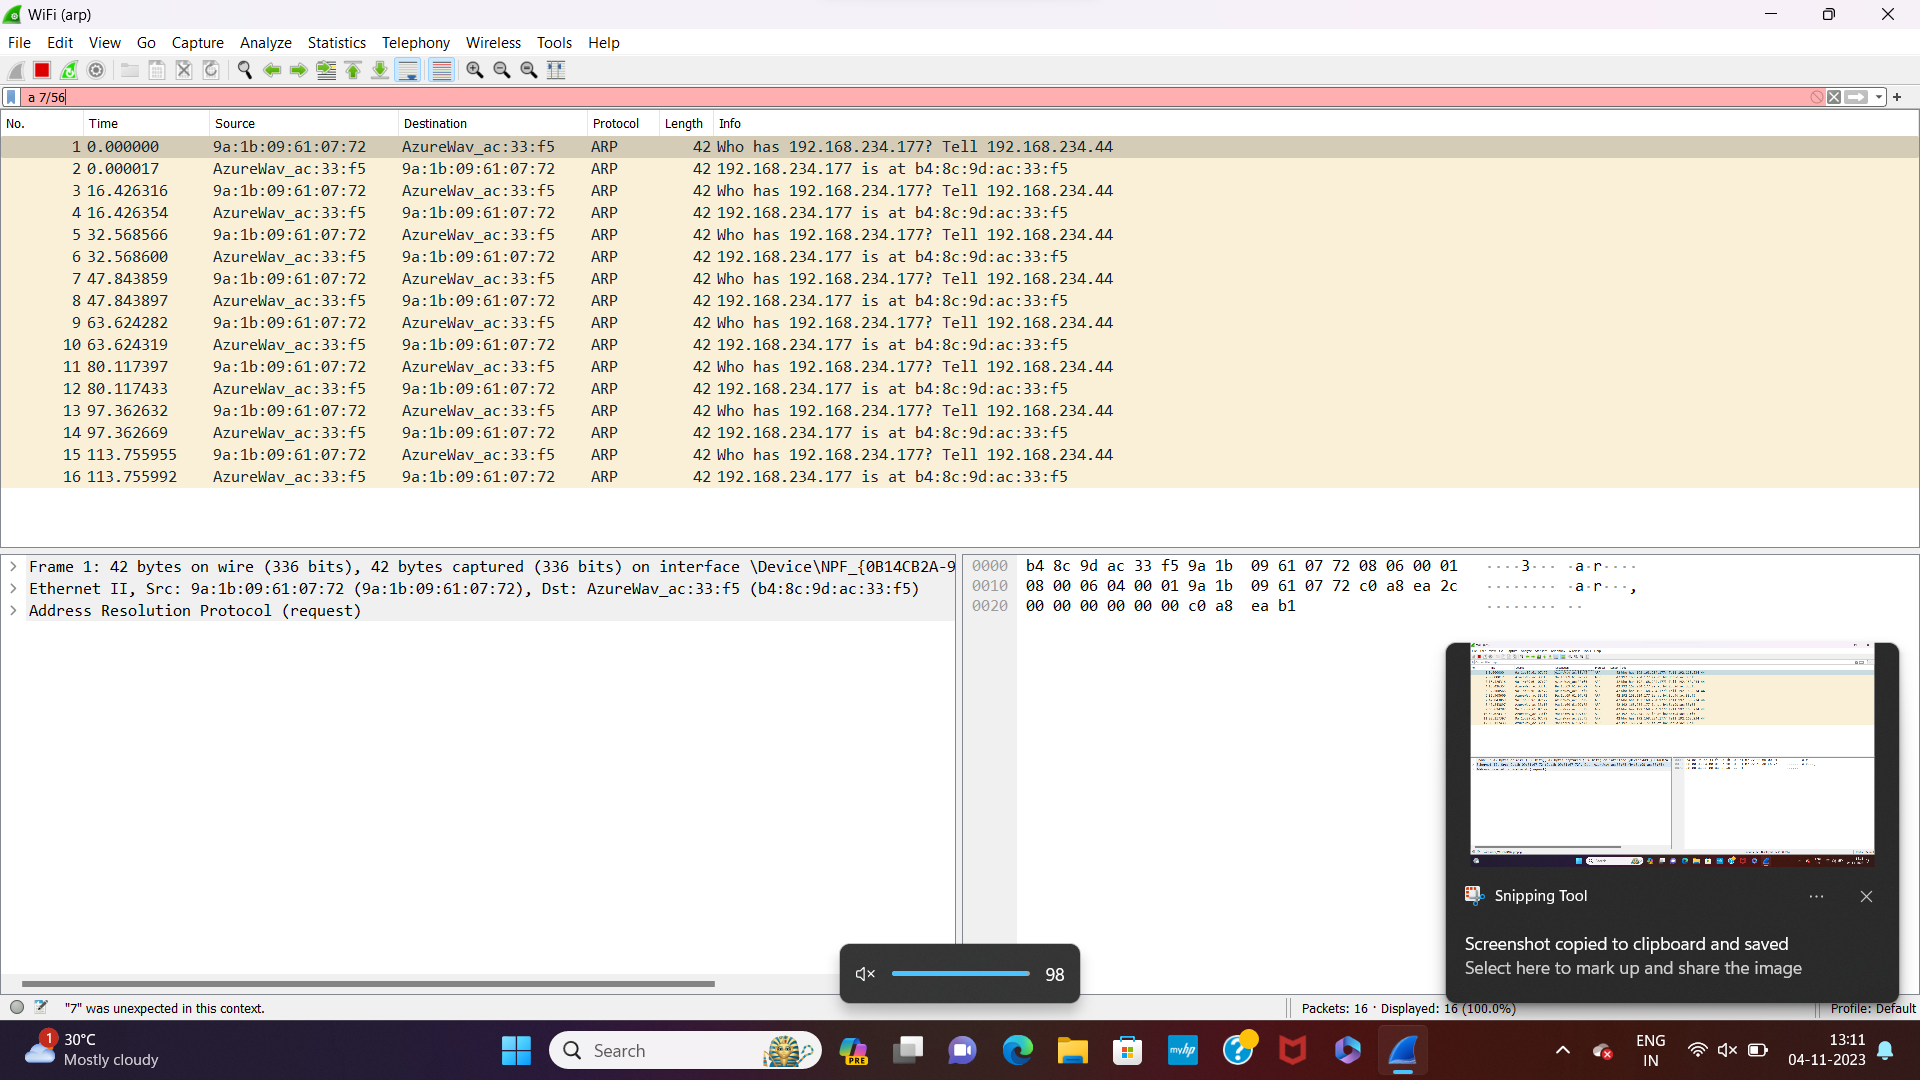 WiFi (arp)
File Edit View Go Capture Analyze Statistics Telephony Wireless Tools Help
a 7/56
No. Time Source Destination Protocol Length Info
1 0.000000 9a:1b:09:61:07:72 AzureWav_ac:33:f5 ARP 42 Who has 192.168.234.177? Tell 192.168.234.44
2 0.000017 AzureWav_ac:33:f5 9a:1b:09:61:07:72 ARP 42 192.168.234.177 is at b4:8c:9d:ac:33:f5
3 16.426316 9a:1b:09:61:07:72 AzureWav_ac:33:f5 ARP 42 Who has 192.168.234.177? Tell 192.168.234.44
4 16.426354 AzureWav_ac:33:f5 9a:1b:09:61:07:72 ARP 42 192.168.234.177 is at b4:8c:9d:ac:33:f5
5 32.568566 9a:1b:09:61:07:72 AzureWav_ac:33:f5 ARP 42 Who has 192.168.234.177? Tell 192.168.234.44
6 32.568600 AzureWav_ac:33:f5 9a:1b:09:61:07:72 ARP 42 192.168.234.177 is at b4:8c:9d:ac:33:f5
7 47.843859 9a:1b:09:61:07:72 AzureWav_ac:33:f5 ARP 42 Who has 192.168.234.177? Tell 192.168.234.44
8 47.843897 AzureWav_ac:33:f5 9a:1b:09:61:07:72 ARP 42 192.168.234.177 is at b4:8c:9d:ac:33:f5
9 63.624282 9a:1b:09:61:07:72 AzureWav_ac:33:f5 ARP 42 Who has 192.168.234.177? Tell 192.168.234.44
10 63.624319 AzureWav_ac:33:f5 9a:1b:09:61:07:72 ARP 42 192.168.234.177 is at b4:8c:9d:ac:33:f5
11 80.117397 9a:1b:09:61:07:72 AzureWav_ac:33:f5 ARP 42 Who has 192.168.234.177? Tell 192.168.234.44
12 80.117433 AzureWav_ac:33:f5 9a:1b:09:61:07:72 ARP 42 192.168.234.177 is at b4:8c:9d:ac:33:f5
13 97.362632 9a:1b:09:61:07:72 AzureWav_ac:33:f5 ARP 42 Who has 192.168.234.177? Tell 192.168.234.44
14 97.362669 AzureWav_ac:33:f5 9a:1b:09:61:07:72 ARP 42 192.168.234.177 is at b4:8c:9d:ac:33:f5
15 113.755955 9a:1b:09:61:07:72 AzureWav_ac:33:f5 ARP 42 Who has 192.168.234.177? Tell 192.168.234.44
16 113.755992 AzureWav_ac:33:f5 9a:1b:09:61:07:72 ARP 42 192.168.234.177 is at b4:8c:9d:ac:33:f5
Frame 1: 42 bytes on wire (336 bits), 42 bytes captured (336 bits) on interface \Device\NPF_{0B14CB2A-9
Ethernet II, Src: 9a:1b:09:61:07:72 (9a:1b:09:61:07:72), Dst: AzureWav_ac:33:f5 (b4:8c:9d:ac:33:f5)
Address Resolution Protocol (request)
0000 b4 8c 9d ac 33 f5 9a 1b 09 61 07 72 08 06 00 01 ····3··· ·a·r····
0010 08 00 06 04 00 01 9a 1b 09 61 07 72 c0 a8 ea 2c ········ ·a·r···,
0020 00 00 00 00 00 00 c0 a8 ea b1 ········ ··
Snipping Tool
Screenshot copied to clipboard and saved
Select here to mark up and share the image
98
"7" was unexpected in this context.
Packets: 16 · Displayed: 16 (100.0%)
Profile: Default
1
30°C
Mostly cloudy
Search
PRE
myhp
ENG
IN
13:11
04-11-2023